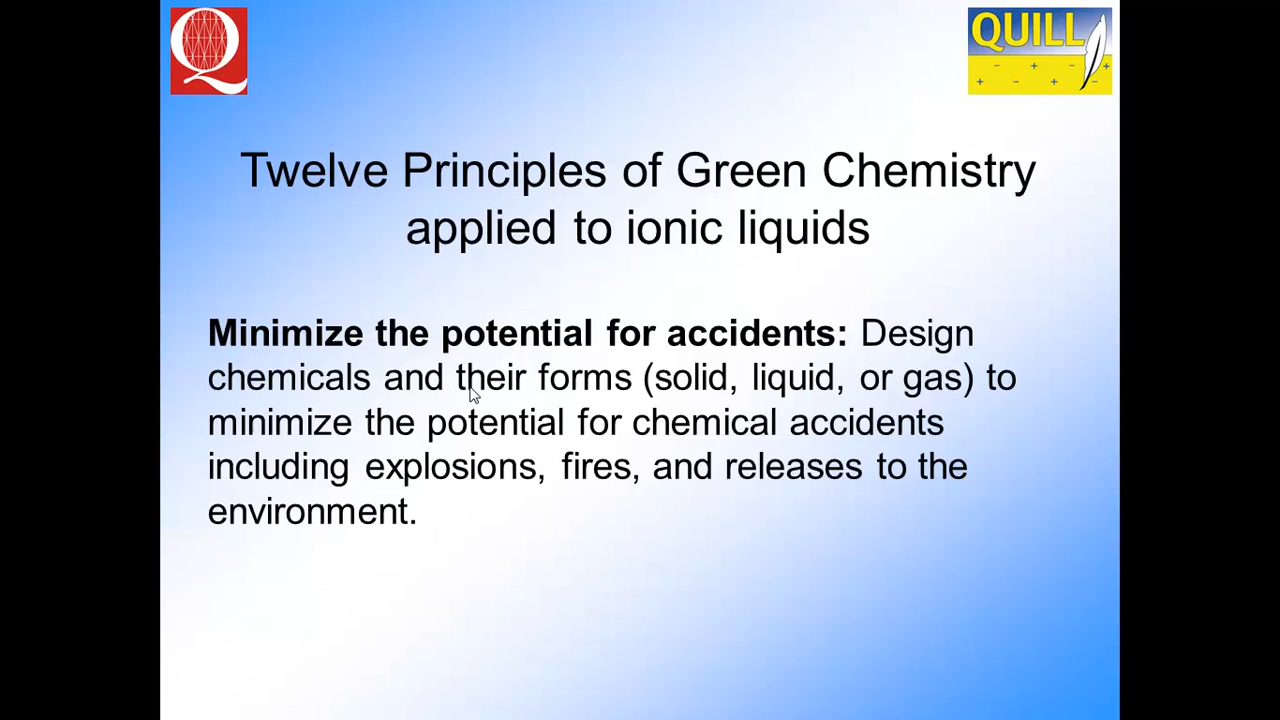 Q
QUILL
Twelve Principles of Green Chemistry
applied to ionic liquids
Minimize the potential for accidents: Design
chemicals and their forms (solid, liquid, or gas) to
minimize the potential for chemical accidents
including explosions, fires, and releases to the
environment.